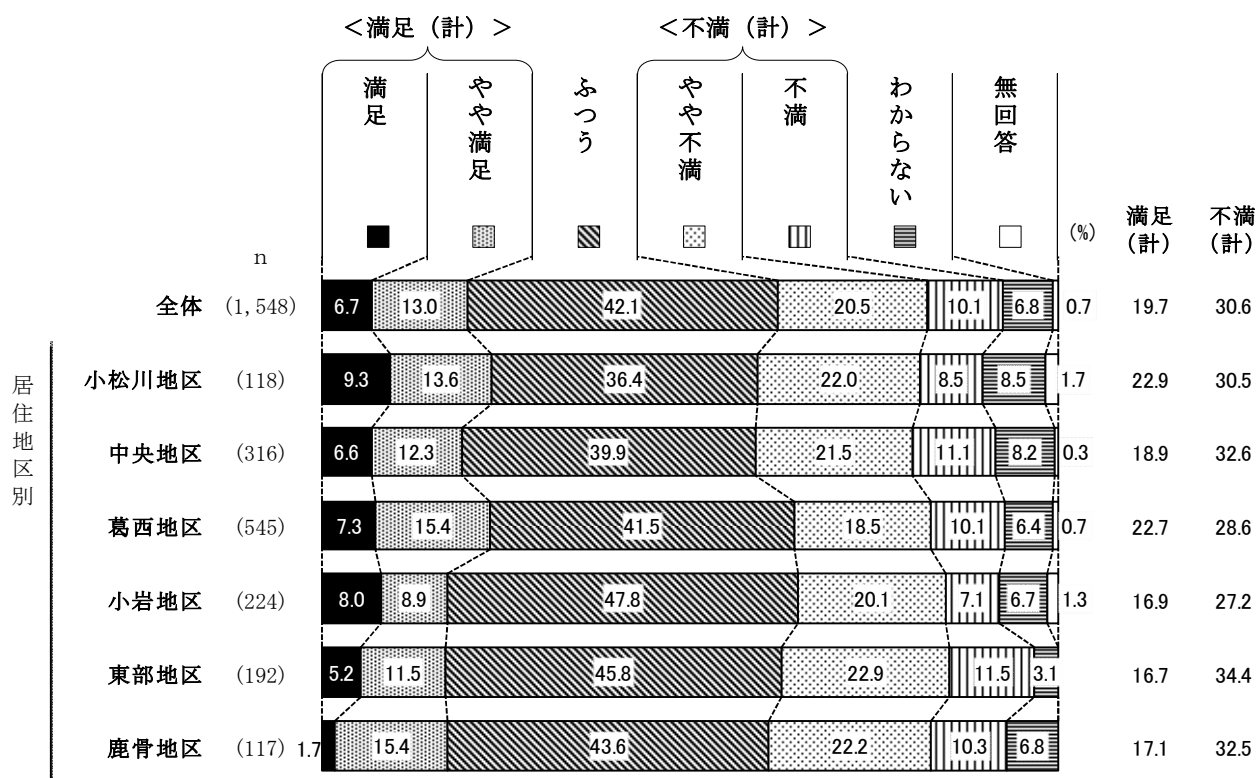 ＜満足（計）＞ ＜不満（計）＞
満足 やや満足 ふつう やや不満 不満 わからない 無回答
(%) 満足（計） 不満（計）
n
全体 (1,548) 6.7 13.0 42.1 20.5 10.1 6.8 0.7 19.7 30.6
居住地区別
小松川地区 (118) 9.3 13.6 36.4 22.0 8.5 8.5 1.7 22.9 30.5
中央地区 (316) 6.6 12.3 39.9 21.5 11.1 8.2 0.3 18.9 32.6
葛西地区 (545) 7.3 15.4 41.5 18.5 10.1 6.4 0.7 22.7 28.6
小岩地区 (224) 8.0 8.9 47.8 20.1 7.1 6.7 1.3 16.9 27.2
東部地区 (192) 5.2 11.5 45.8 22.9 11.5 3.1 16.7 34.4
鹿骨地区 (117) 1.7 15.4 43.6 22.2 10.3 6.8 17.1 32.5